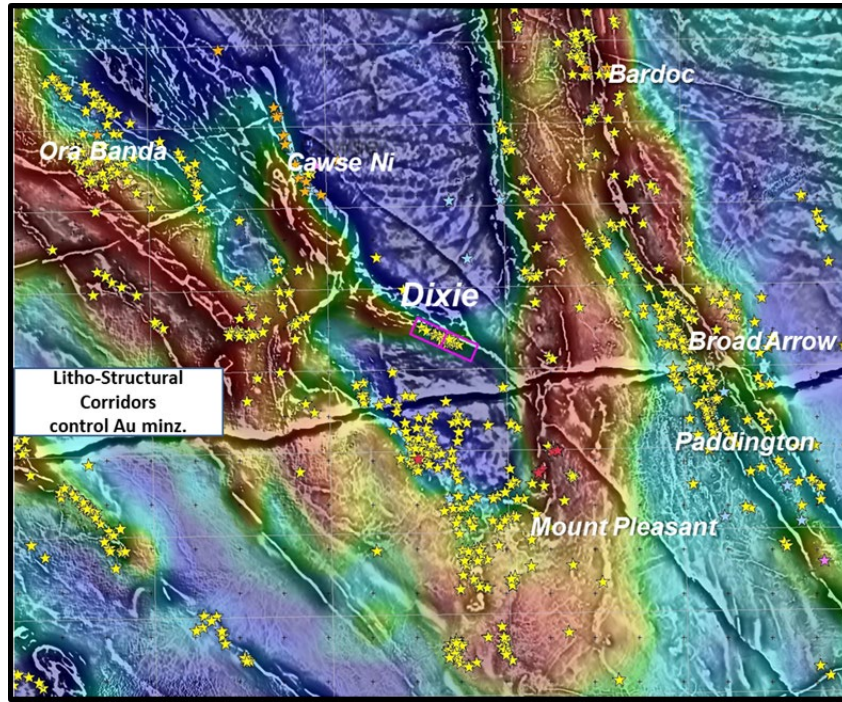 Bardoc
Ora Banda
Cawse Ni
Dixie
Broad Arrow
Litho-Structural
Corridors
control Au minz.
Paddington
Mount Pleasant